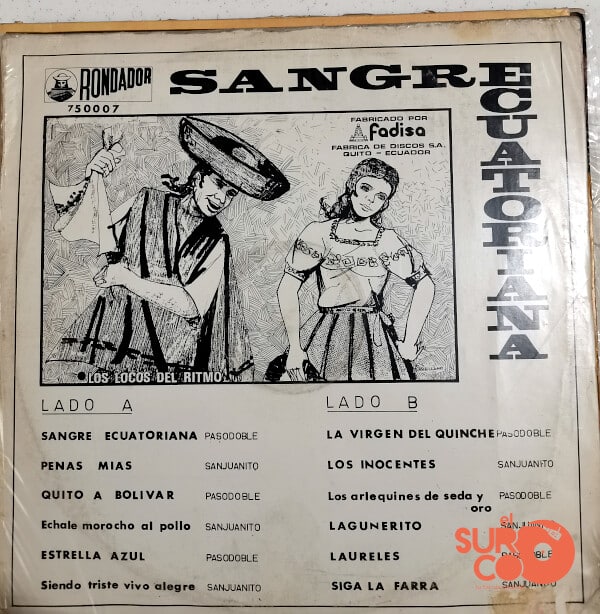 RONDADOR
750007
SANGRE
ECUATORIANA
FABRICADO POR
fadisa
FABRICA DE DISCOS S.A.
QUITO - ECUADOR
LOS LOCOS DEL RITMO
LADO A
SANGRE ECUATORIANA PASODOBLE
PENAS MIAS SANJUANITO
QUITO A BOLIVAR PASODOBLE
Echale morocho al pollo SANJUANITO
ESTRELLA AZUL PASODOBLE
Siendo triste vivo alegre SANJUANITO
LADO B
LA VIRGEN DEL QUINCHE PASODOBLE
LOS INOCENTES SANJUANITO
Los arlequines de seda y oro PASODOBLE
LAGUNERITO SANJUANITO
LAURELES PASODOBLE
SIGA LA FARRA SANJUANITO
el
SURCO